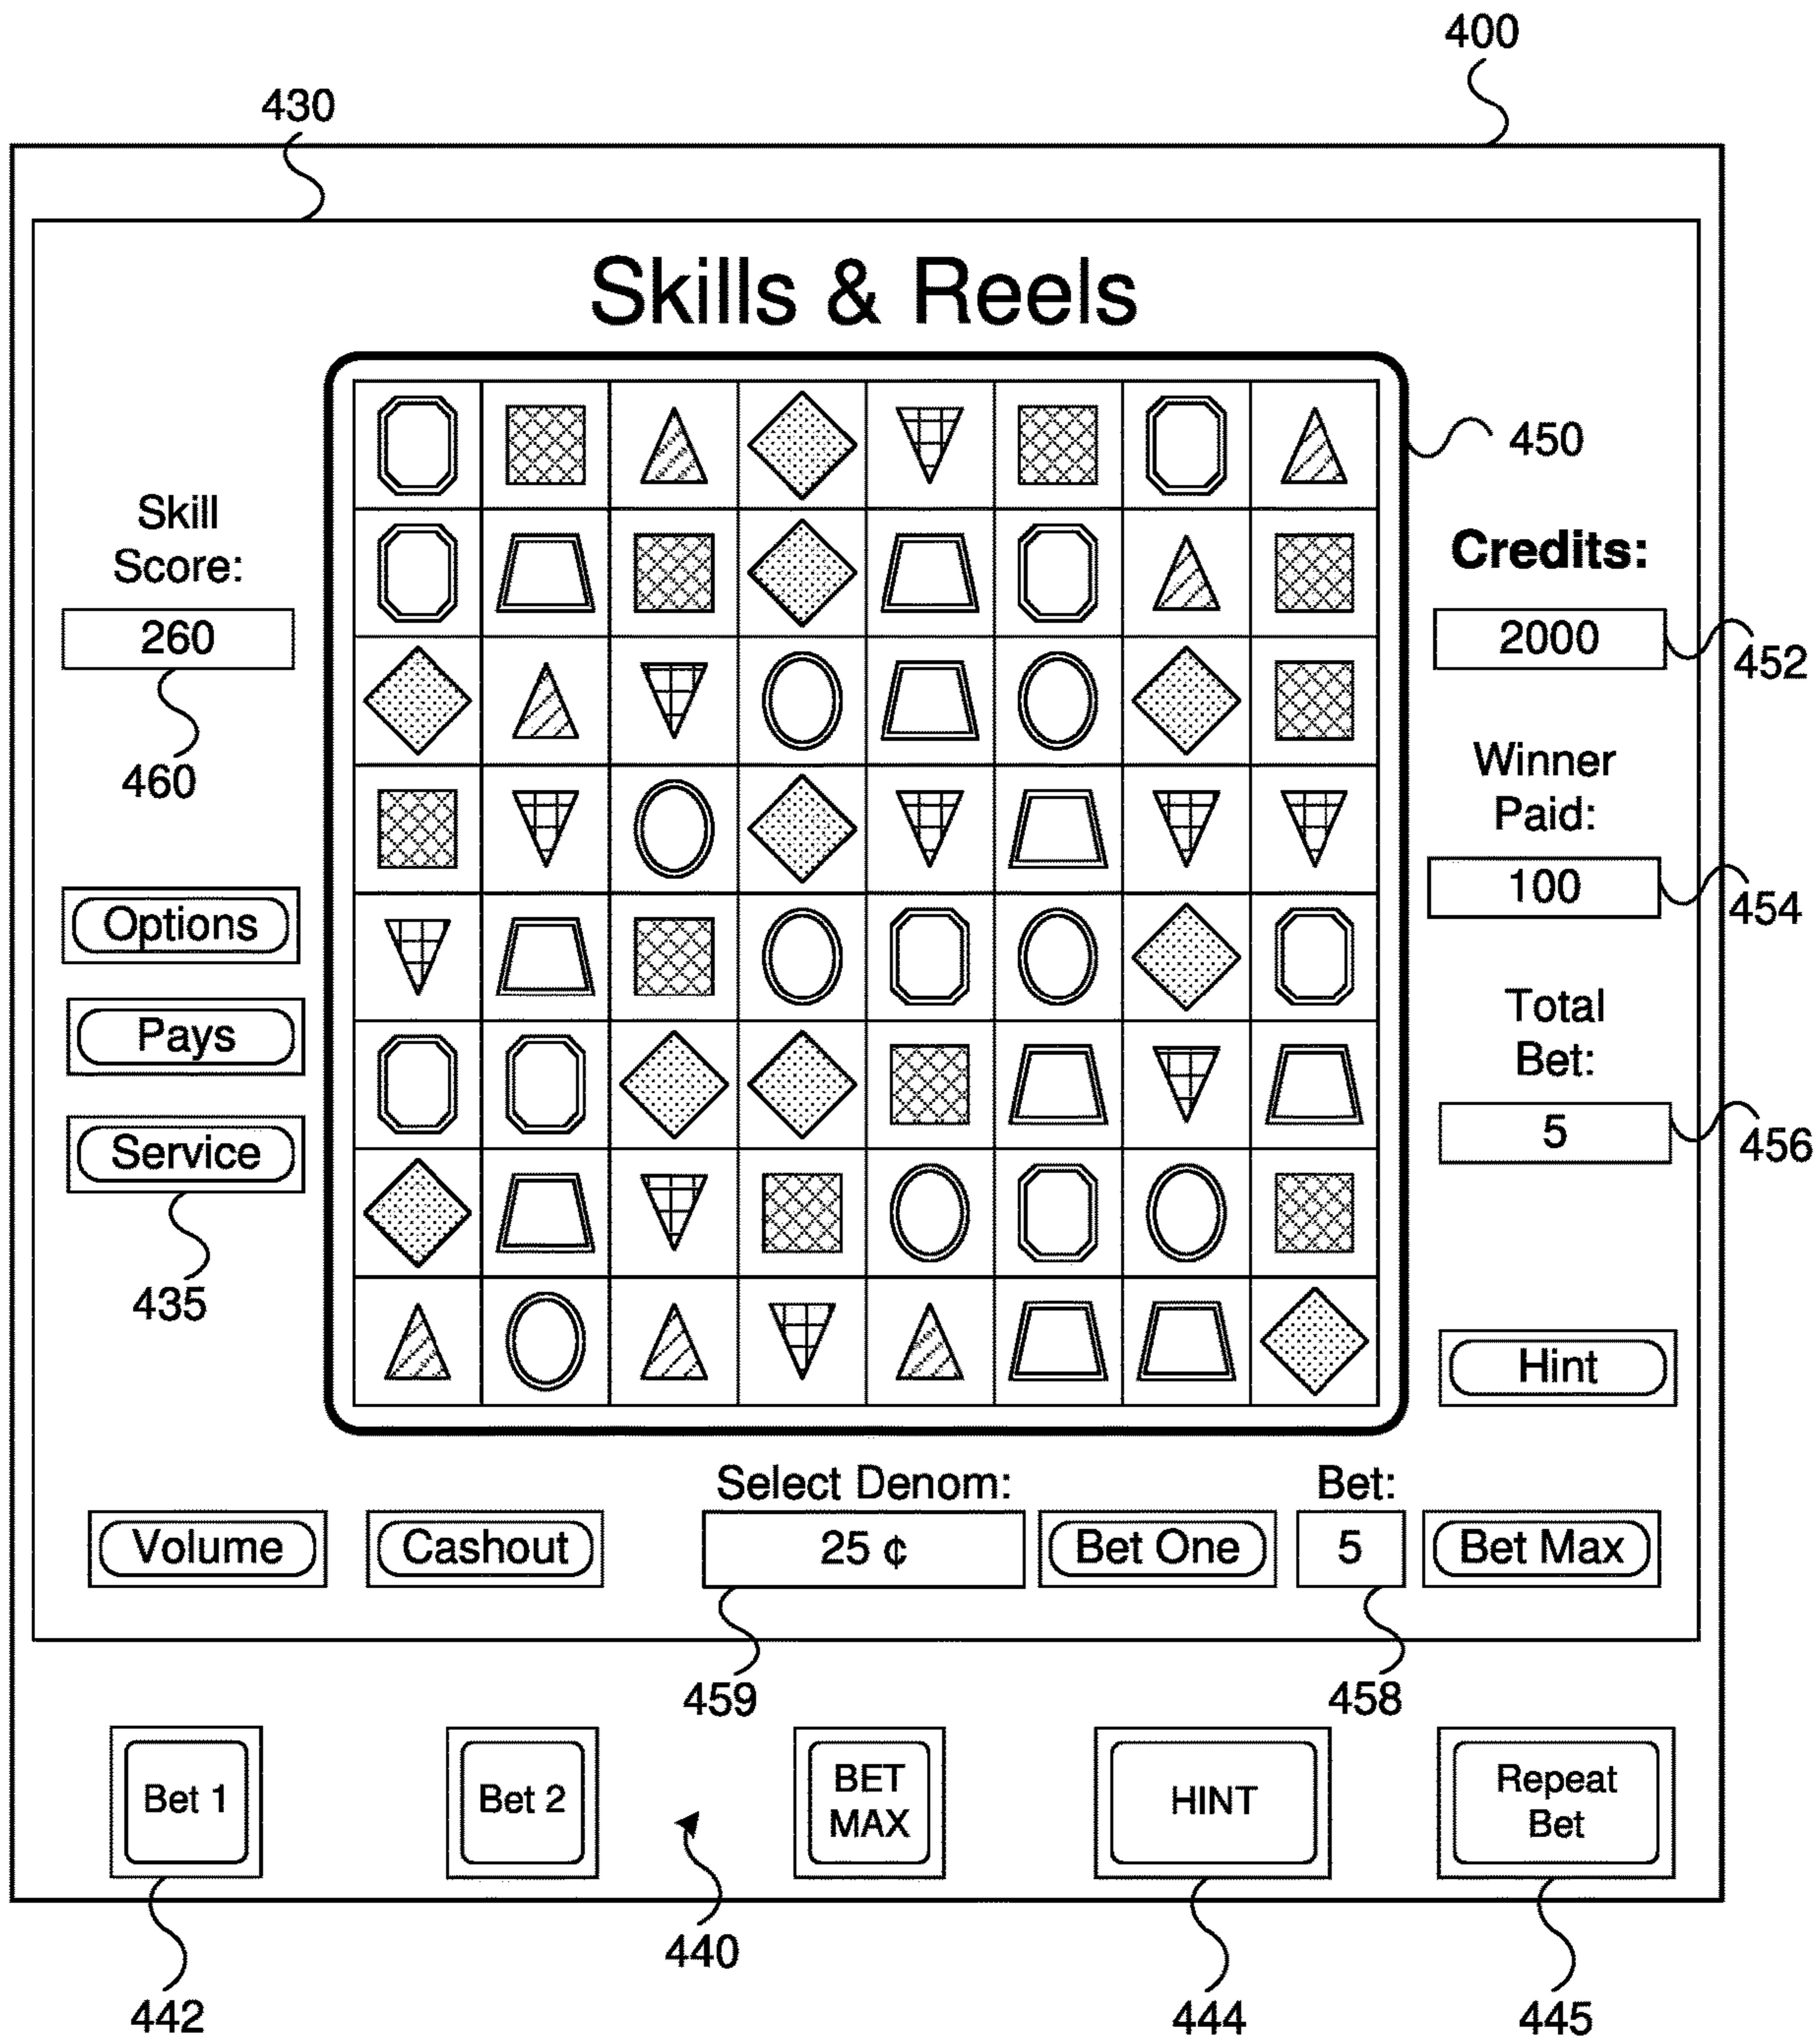 400
430
Skills & Reels
450
Skill
Score:
260
460
Credits:
2000
452
Winner
Paid:
100
454
Options
Pays
Service
435
Total
Bet:
5
456
Hint
Select Denom:
Bet:
Volume
Cashout
25 ¢
Bet One
5
Bet Max
459
458
Bet 1
Bet 2
BET
MAX
HINT
Repeat
Bet
440
442
444
445